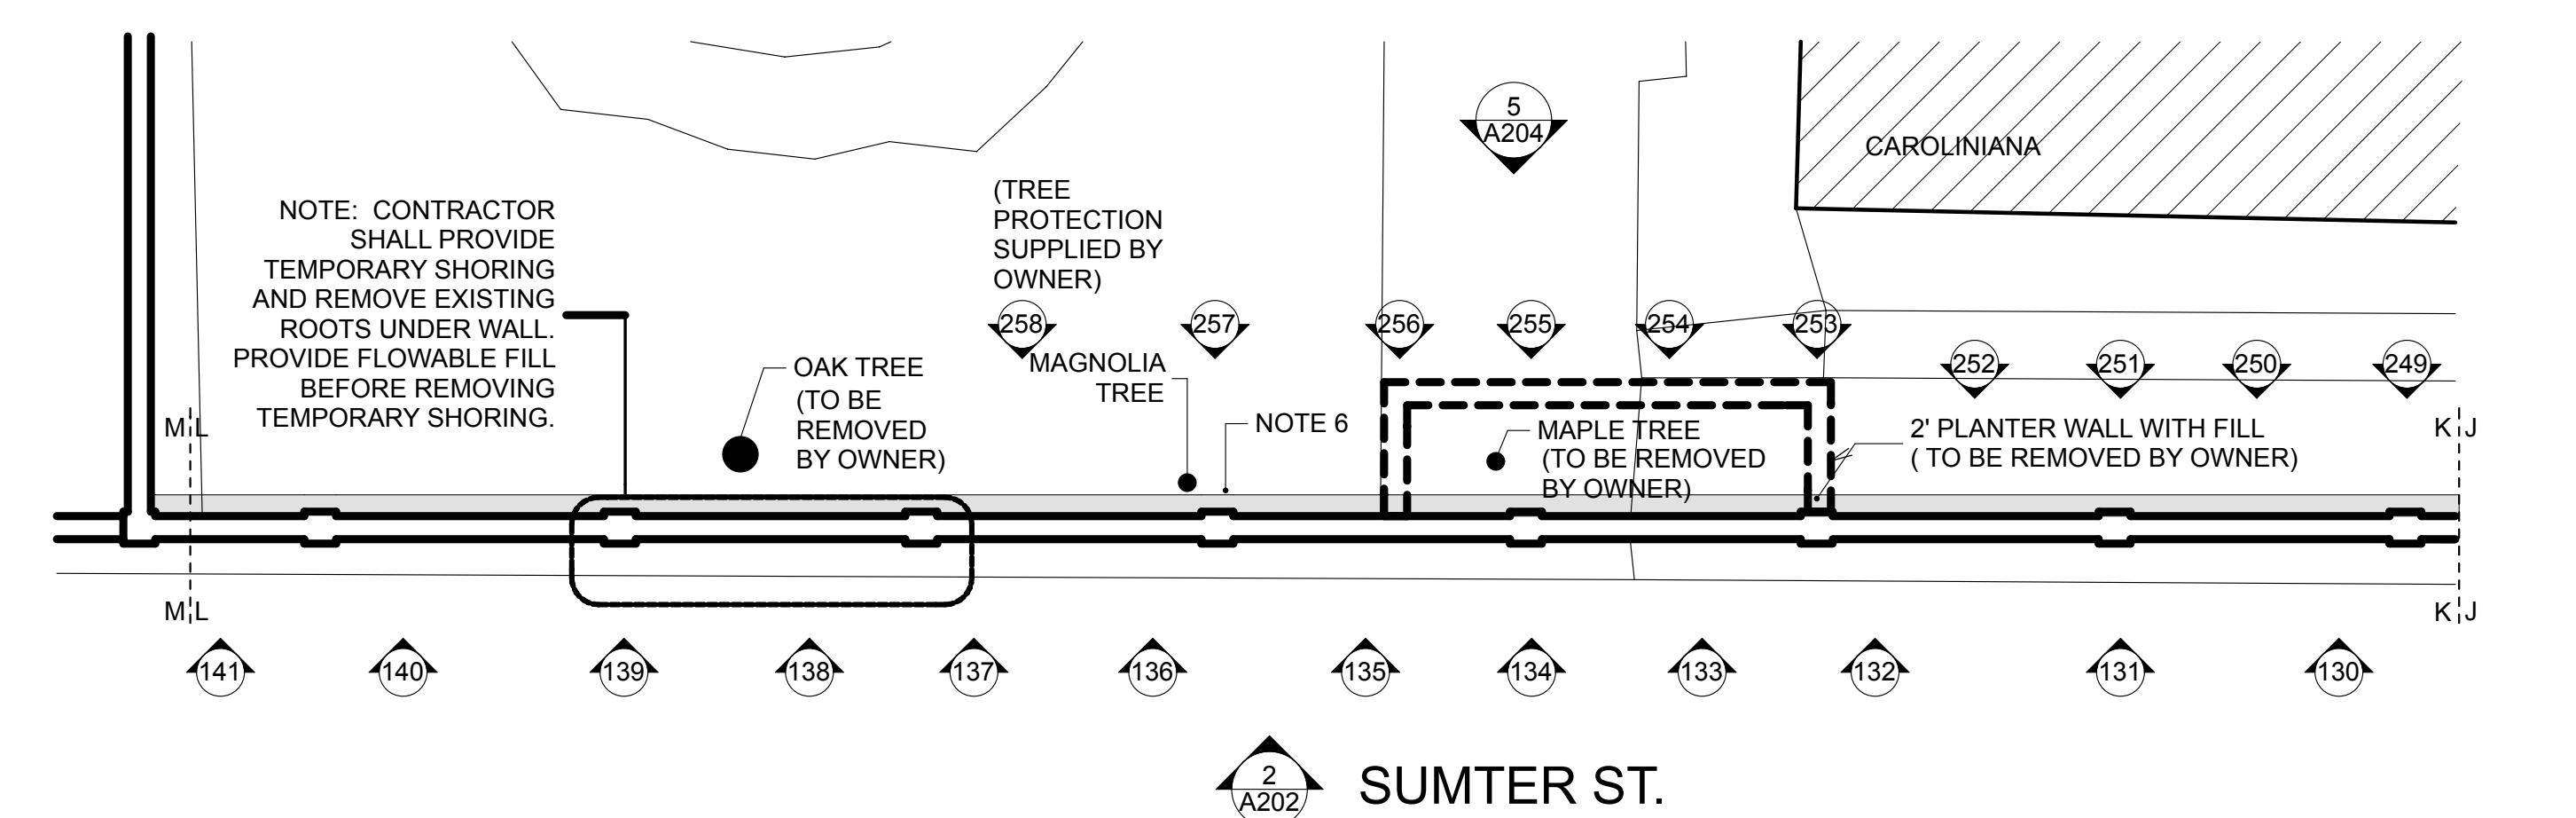 5
A204
CAROLINIANA
(TREE
PROTECTION
SUPPLIED BY
OWNER)
NOTE: CONTRACTOR
SHALL PROVIDE
TEMPORARY SHORING
AND REMOVE EXISTING
ROOTS UNDER WALL.
PROVIDE FLOWABLE FILL
BEFORE REMOVING
TEMPORARY SHORING.
258
257
256
255
254
253
252
251
250
249
OAK TREE
(TO BE
REMOVED
BY OWNER)
MAGNOLIA
TREE
NOTE 6
MAPLE TREE
(TO BE REMOVED
BY OWNER)
2' PLANTER WALL WITH FILL
( TO BE REMOVED BY OWNER)
M L
K J
M L
K J
141
140
139
138
137
136
135
134
133
132
131
130
2
A202
SUMTER ST.